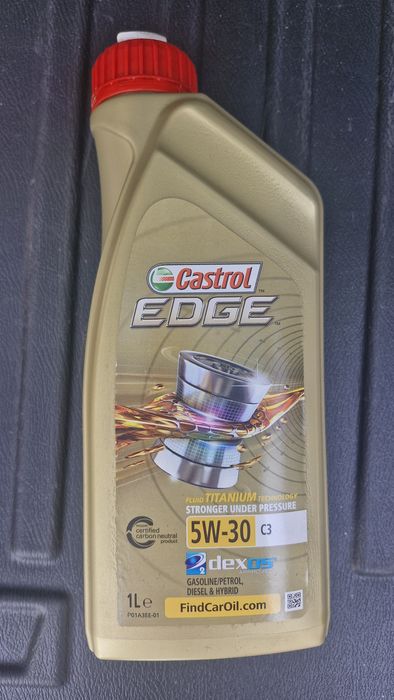 Castrol
EDGE
FLUID TITANIUM TECHNOLOGY
STRONGER UNDER PRESSURE
5W-30 C3
certified
carbon neutral
product
dexos2
GASOLINE/PETROL,
DIESEL & HYBRID
1L e
P01A3EE-01
FindCarOil.com